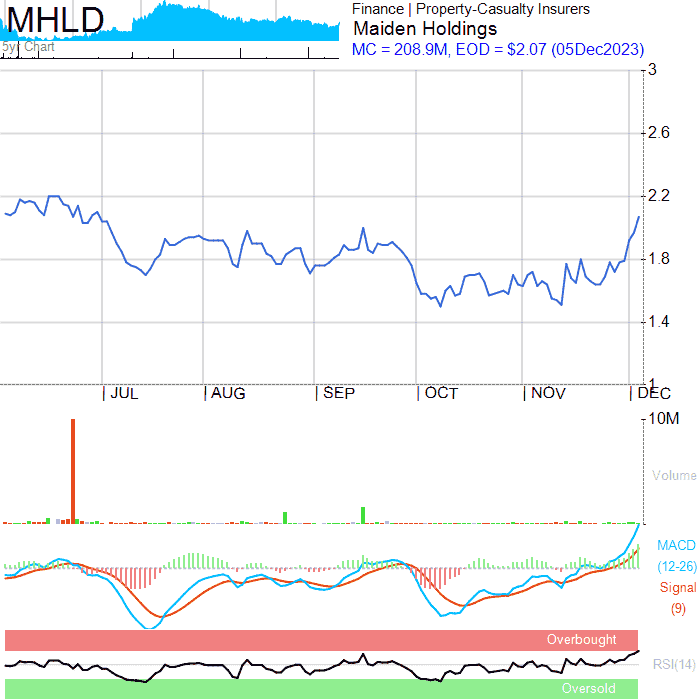 MHLD
5yr Chart
Finance | Property-Casualty Insurers
Maiden Holdings
MC = 208.9M, EOD = $2.07 (05Dec2023)
3
2.6
2.2
1.8
1.4
1
JUL AUG SEP OCT NOV DEC
10M
Volume
MACD
(12-26)
Signal
(9)
Overbought
RSI(14)
Oversold